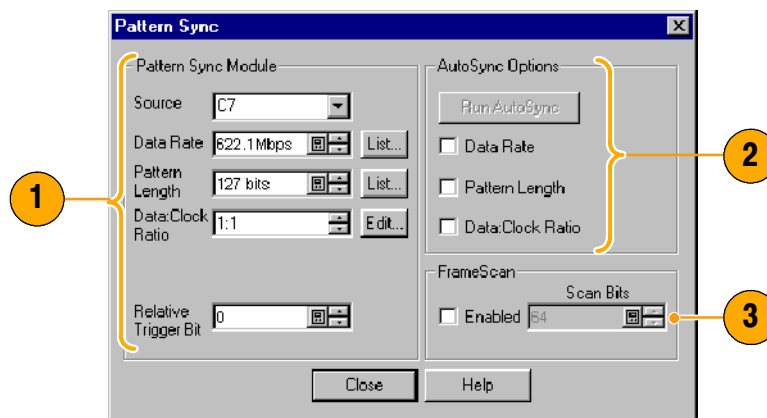 Pattern Sync
Pattern Sync Module
Source C7
Data Rate 622.1Mbps List...
Pattern Length 127 bits List...
Data:Clock Ratio 1:1 Edit...
Relative Trigger Bit 0
AutoSync Options
Run AutoSync
Data Rate
Pattern Length
Data:Clock Ratio
FrameScan
Scan Bits
Enabled 64
Close Help
1
2
3